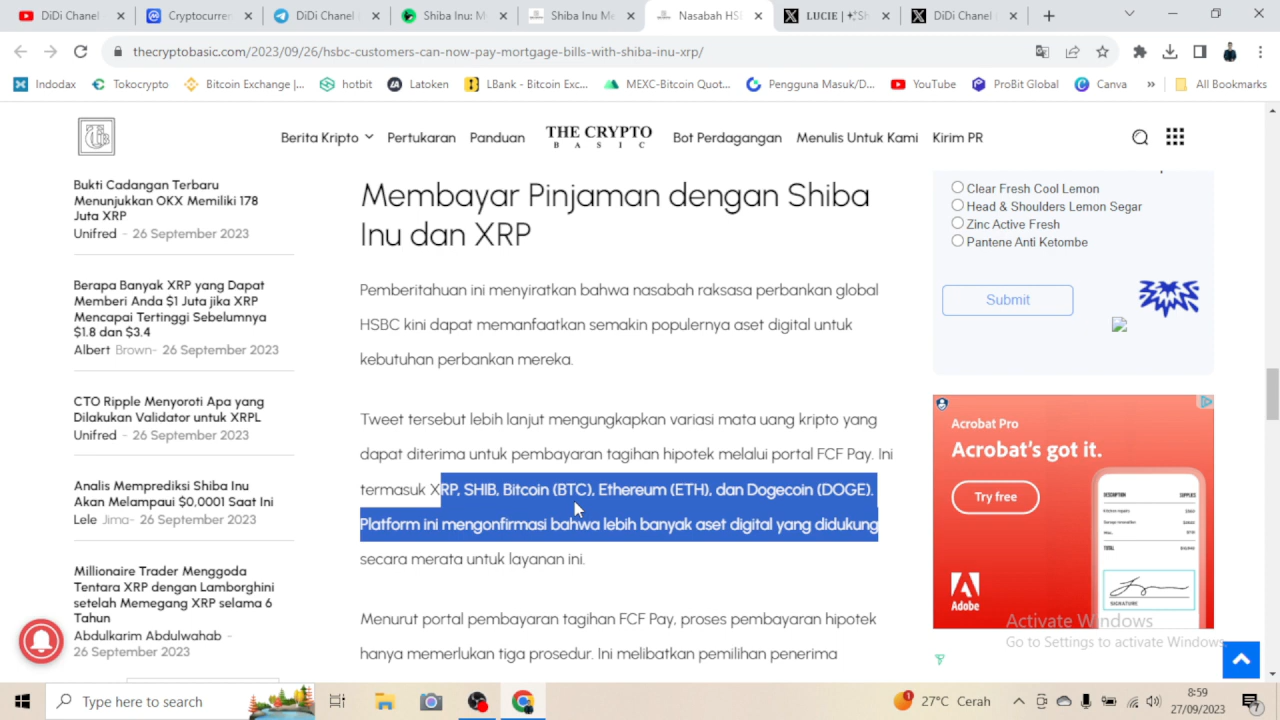 DiDi Chanel
Cryptocurren
DiDi Chanel
Shiba Inu: M
Shiba Inu Me
Nasabah HS
LUCIE |
DiDi Chanel
thecryptobasic.com/2023/09/26/hsbc-customers-can-now-pay-mortgage-bills-with-shiba-inu-xrp/
Indodax
Tokocrypto
Bitcoin Exchange |...
hotbit
Latoken
LBank - Bitcoin Exc...
MEXC-Bitcoin Quot...
Pengguna Masuk/D...
YouTube
ProBit Global
Canva
»
All Bookmarks
Berita Kripto
Pertukaran
Panduan
THE CRYPTO
BASIC
Bot Perdagangan
Menulis Untuk Kami
Kirim PR
Bukti Cadangan Terbaru
Menunjukkan OKX Memiliki 178
Juta XRP
Unifred - 26 September 2023
Berapa Banyak XRP yang Dapat
Memberi Anda $1 Juta jika XRP
Mencapai Tertinggi Sebelumnya
$1.8 dan $3.4
Albert Brown- 26 September 2023
CTO Ripple Menyoroti Apa yang
Dilakukan Validator untuk XRPL
Unifred - 26 September 2023
Analis Memprediksi Shiba Inu
Akan Melampaui $0,0001 Saat Ini
Lele Jima- 26 September 2023
Millionaire Trader Menggoda
Tentara XRP dengan Lamborghini
setelah Memegang XRP selama 6
Tahun
Abdulkarim Abdulwahab -
26 September 2023
Membayar Pinjaman dengan Shiba
Inu dan XRP
Pemberitahuan ini menyiratkan bahwa nasabah raksasa perbankan global
HSBC kini dapat memanfaatkan semakin populernya aset digital untuk
kebutuhan perbankan mereka.
Tweet tersebut lebih lanjut mengungkapkan variasi mata uang kripto yang
dapat diterima untuk pembayaran tagihan hipotek melalui portal FCF Pay. Ini
termasuk XRP, SHIB, Bitcoin (BTC), Ethereum (ETH), dan Dogecoin (DOGE).
Platform ini mengonfirmasi bahwa lebih banyak aset digital yang didukung
secara merata untuk layanan ini.
Menurut portal pembayaran tagihan FCF Pay, proses pembayaran hipotek
hanya memerlukan tiga prosedur. Ini melibatkan pemilihan penerima
Clear Fresh Cool Lemon
Head & Shoulders Lemon Segar
Zinc Active Fresh
Pantene Anti Ketombe
Submit
Acrobat Pro
Acrobat's got it.
Try free
DESCRIPTION
SUPPLIES
TOTAL
SIGNATURE
Adobe
Activate Windows
Go to Settings to activate Windows.
Type here to search
1
27°C Cerah
8:59
27/09/2023
7